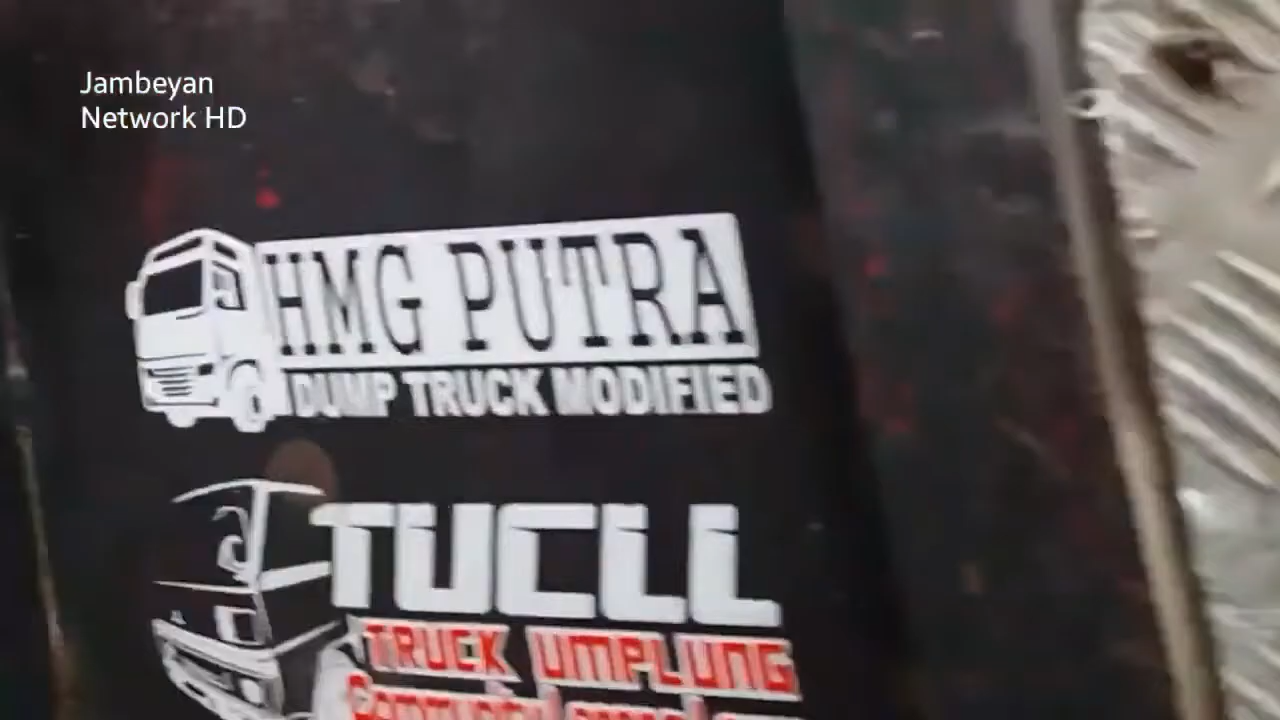 Jambeyan
Network HD
HMG PUTRA
DUMP TRUCK MODIFIED
TUCLL
TRUCK UMPLUNG